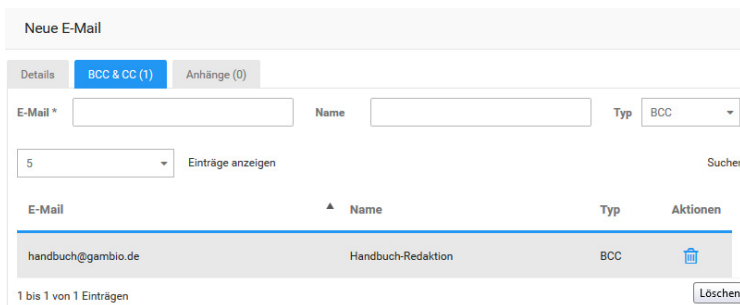 Neue E-Mail
Details BCC & CC (1) Anhänge (0)
E-Mail * Name Typ BCC
5 Einträge anzeigen Suchen
E-Mail Name Typ Aktionen
handbuch@gambio.de Handbuch-Redaktion BCC
1 bis 1 von 1 Einträgen Löschen